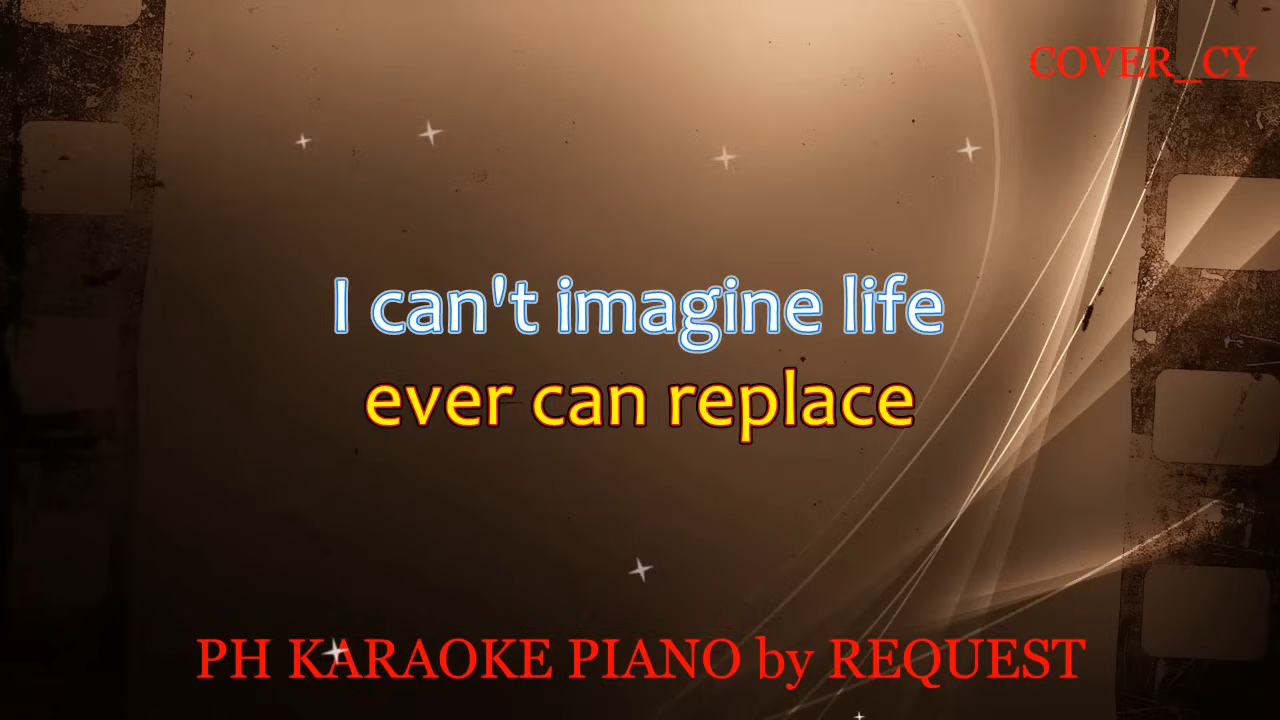 COVER_CY
I can't imagine life
ever can replace
PH KARAOKE PIANO by REQUEST